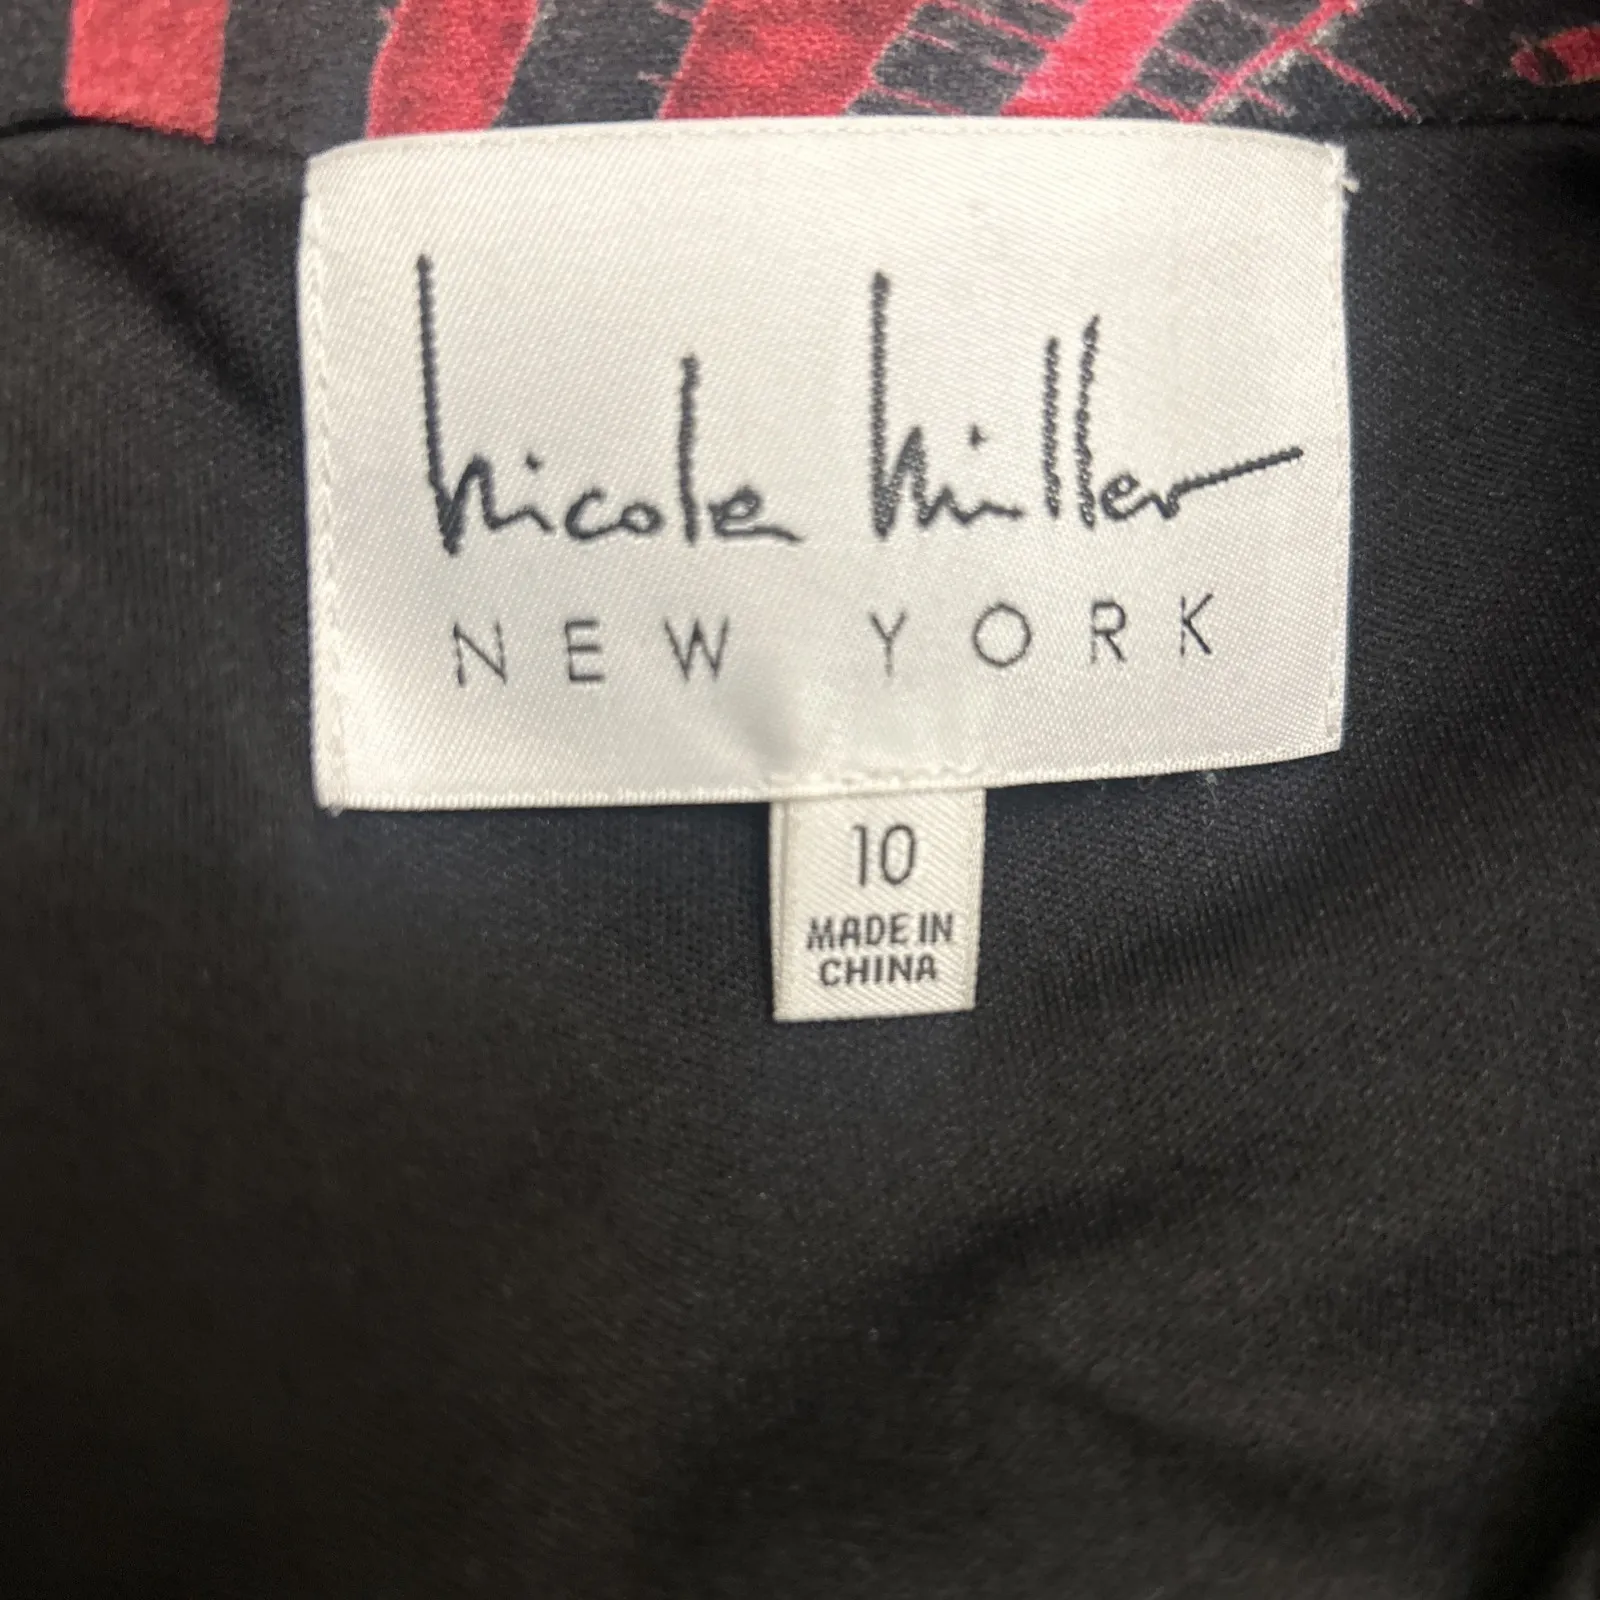 nicole miller
NEW YORK
10
MADE IN
CHINA